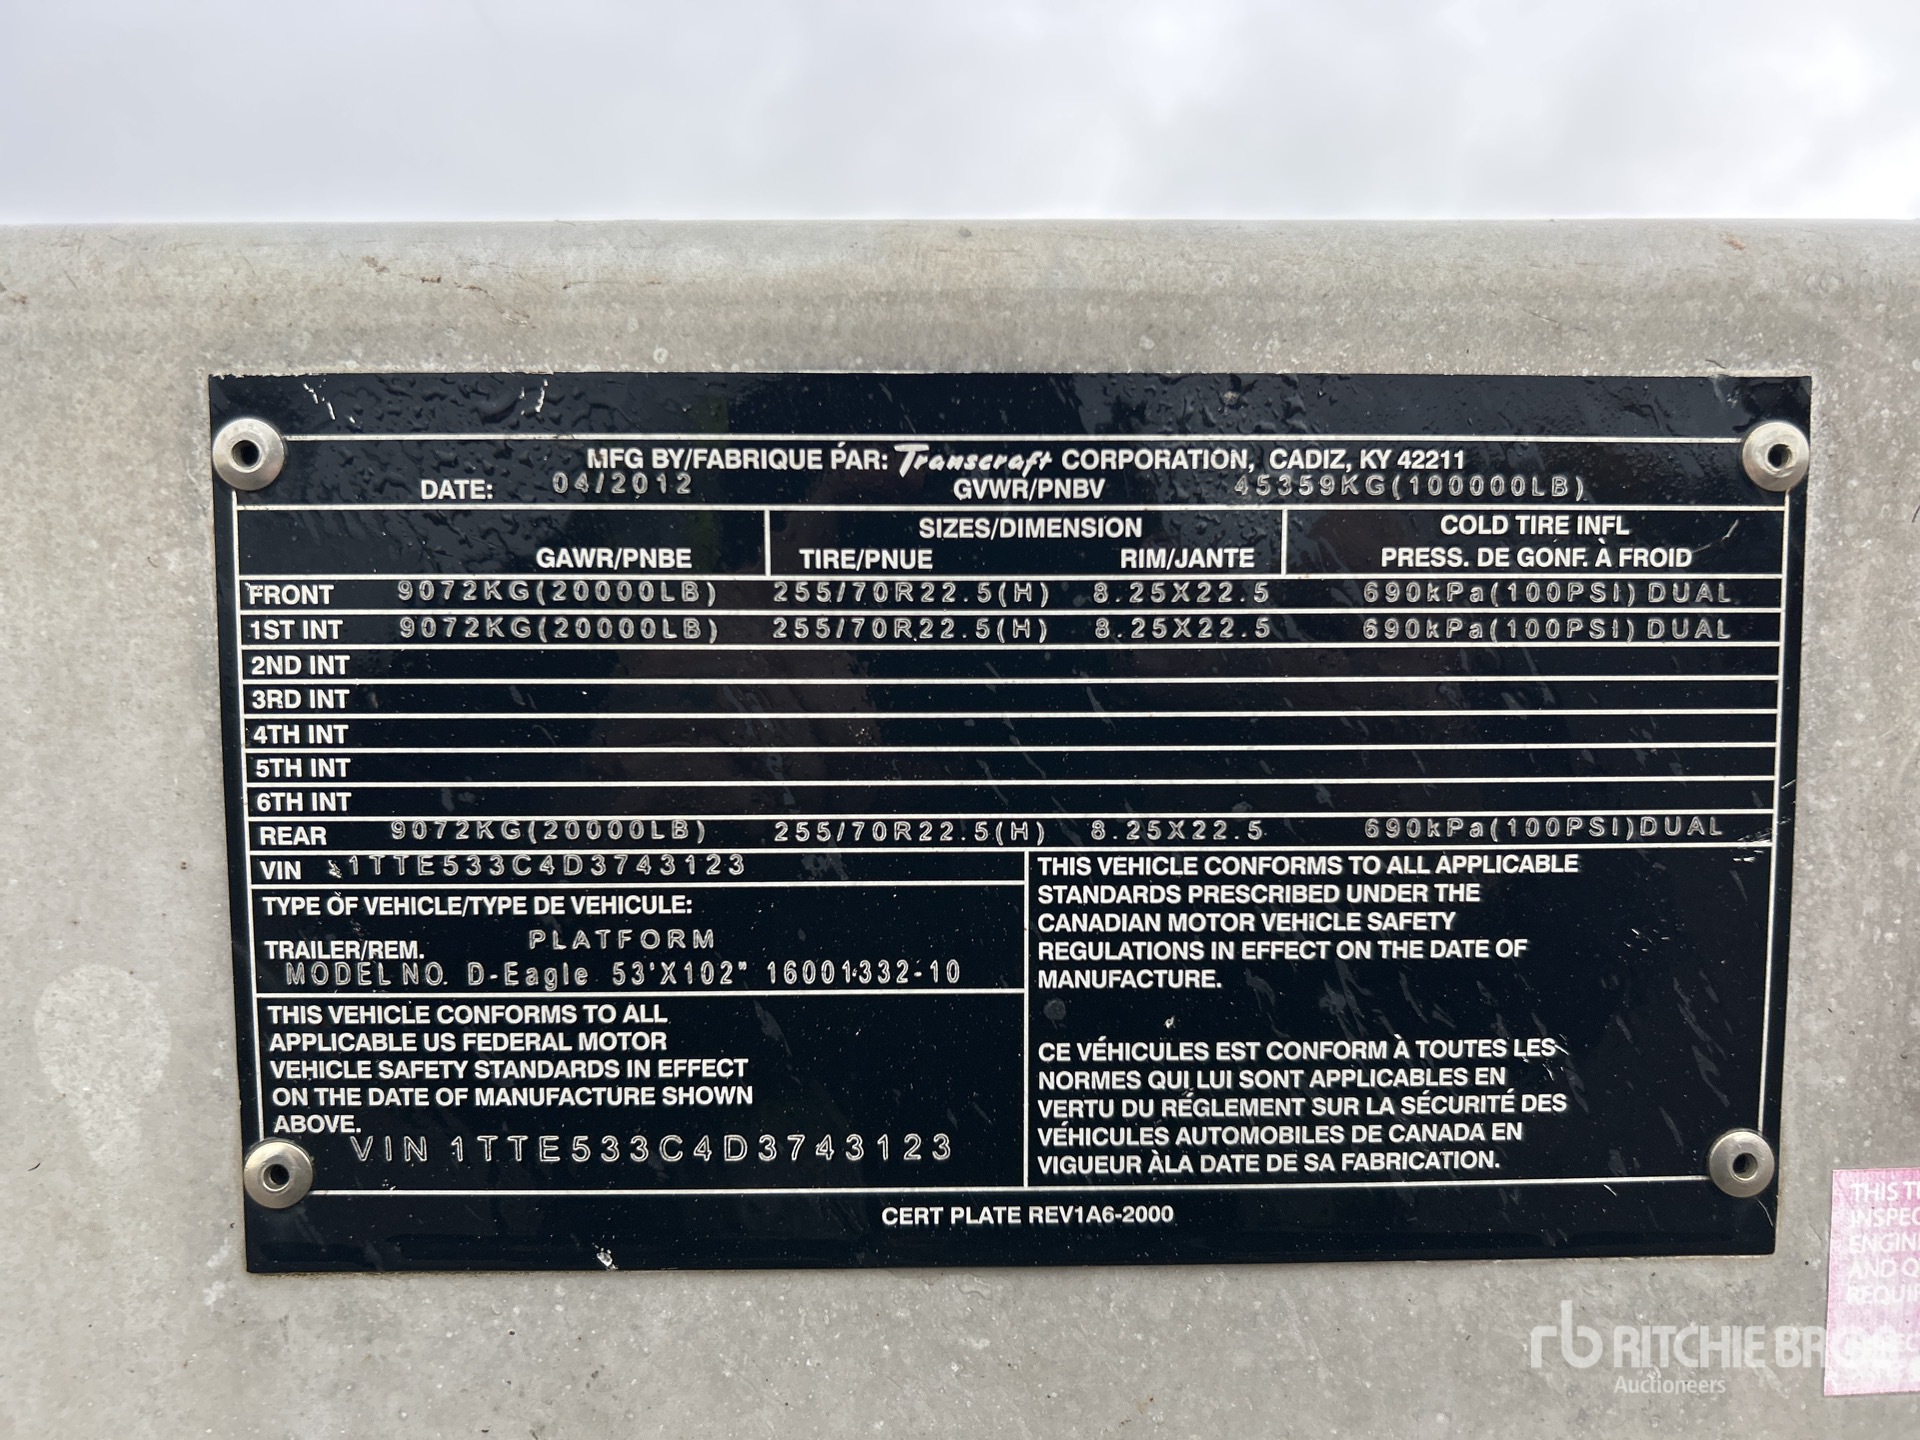 MFG BY/FABRIQUE PAR: Transcraft CORPORATION, CADIZ, KY 42211
DATE: 04/2012 GVWR/PNBV 45359KG(100000LB)
SIZES/DIMENSION COLD TIRE INFL
GAWR/PNBE TIRE/PNUE RIM/JANTE PRESS. DE GONF. À FROID
FRONT 9072KG(20000LB) 255/70R22.5(H) 8.25X22.5 690kPa(100PSI)DUAL
1ST INT 9072KG(20000LB) 255/70R22.5(H) 8.25X22.5 690kPa(100PSI)DUAL
2ND INT
3RD INT
4TH INT
5TH INT
6TH INT
REAR 9072KG(20000LB) 255/70R22.5(H) 8.25X22.5 690kPa(100PSI)DUAL
VIN 1TTE533C4D3743123
TYPE OF VEHICLE/TYPE DE VEHICULE:
TRAILER/REM. PLATFORM
MODEL NO. D-Eagle 53'X102" 16001332-10
THIS VEHICLE CONFORMS TO ALL
APPLICABLE US FEDERAL MOTOR
VEHICLE SAFETY STANDARDS IN EFFECT
ON THE DATE OF MANUFACTURE SHOWN
ABOVE.
VIN 1TTE533C4D3743123
THIS VEHICLE CONFORMS TO ALL APPLICABLE
STANDARDS PRESCRIBED UNDER THE
CANADIAN MOTOR VEHICLE SAFETY
REGULATIONS IN EFFECT ON THE DATE OF
MANUFACTURE.
CE VÉHICULES EST CONFORM À TOUTES LES
NORMES QUI LUI SONT APPLICABLES EN
VERTU DU RÉGLEMENT SUR LA SÉCURITÉ DES
VÉHICULES AUTOMOBILES DE CANADA EN
VIGUEUR ÀLA DATE DE SA FABRICATION.
CERT PLATE REV1A6-2000
THIS
AND
rb RITCHIE
Auctioneers